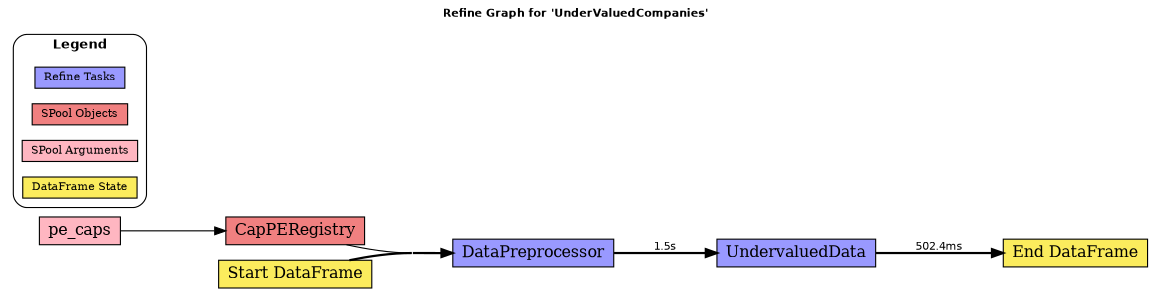 Refine Graph for 'UnderValuedCompanies'
Legend
Refine Tasks
SPool Objects
SPool Arguments
DataFrame State
pe_caps
CapPERegistry
Start DataFrame
DataPreprocessor
1.5s
UndervaluedData
502.4ms
End DataFrame